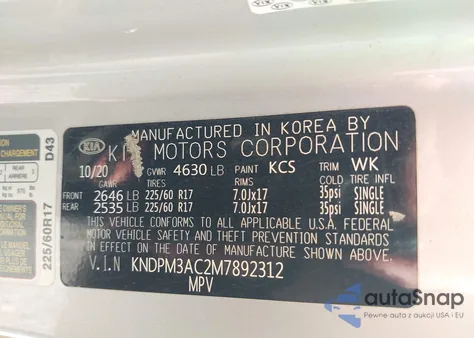 MANUFACTURED IN KOREA BY
KIA KIA MOTORS CORPORATION
10/20 GVWR 4630 LB PAINT KCS TRIM WK
GAWR TIRES RIMS COLD TIRE INFL
FRONT 2646 LB 225/60 R17 7.0Jx17 35psi SINGLE
REAR 2535 LB 225/60 R17 7.0Jx17 35psi SINGLE
THIS VEHICLE CONFORMS TO ALL APPLICABLE U.S.A. FEDERAL
MOTOR VEHICLE SAFETY, BUMPER, AND THEFT PREVENTION
STANDARDS IN EFFECT ON THE DATE OF MANUFACTURE SHOWN ABOVE.
V.I.N KNDPM3AC2M7892312
MPV
D43
225/60R17
CHARGEMENT
autoSnap
Pewne auta z aukcji USA i EU